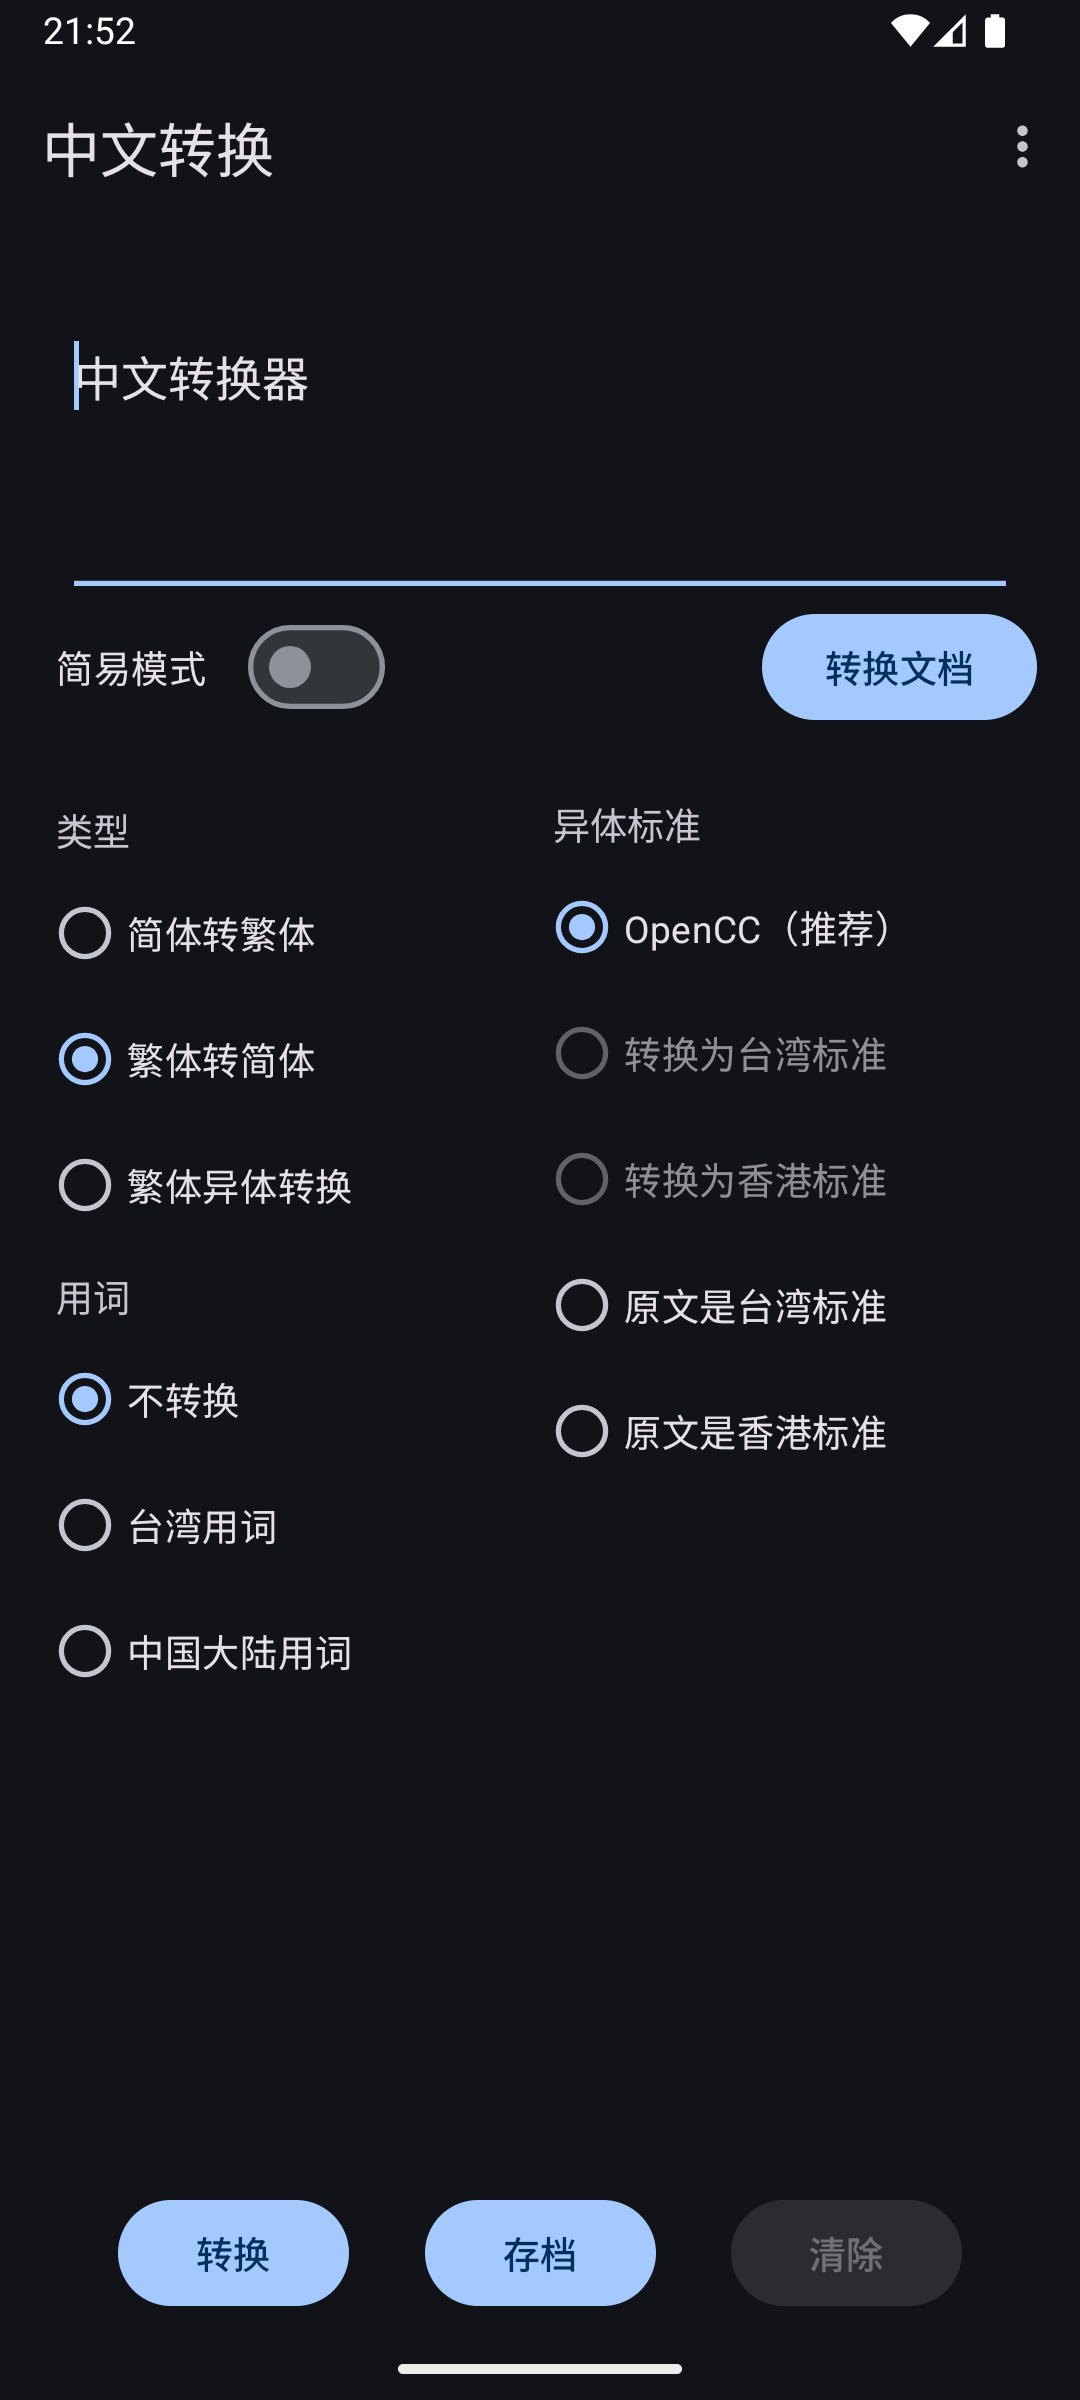 21:52
中文转换
中文转换器
简易模式
转换文档
类型
简体转繁体
繁体转简体
繁体异体转换
用词
不转换
台湾用词
中国大陆用词
异体标准
OpenCC（推荐）
转换为台湾标准
转换为香港标准
原文是台湾标准
原文是香港标准
转换
存档
清除